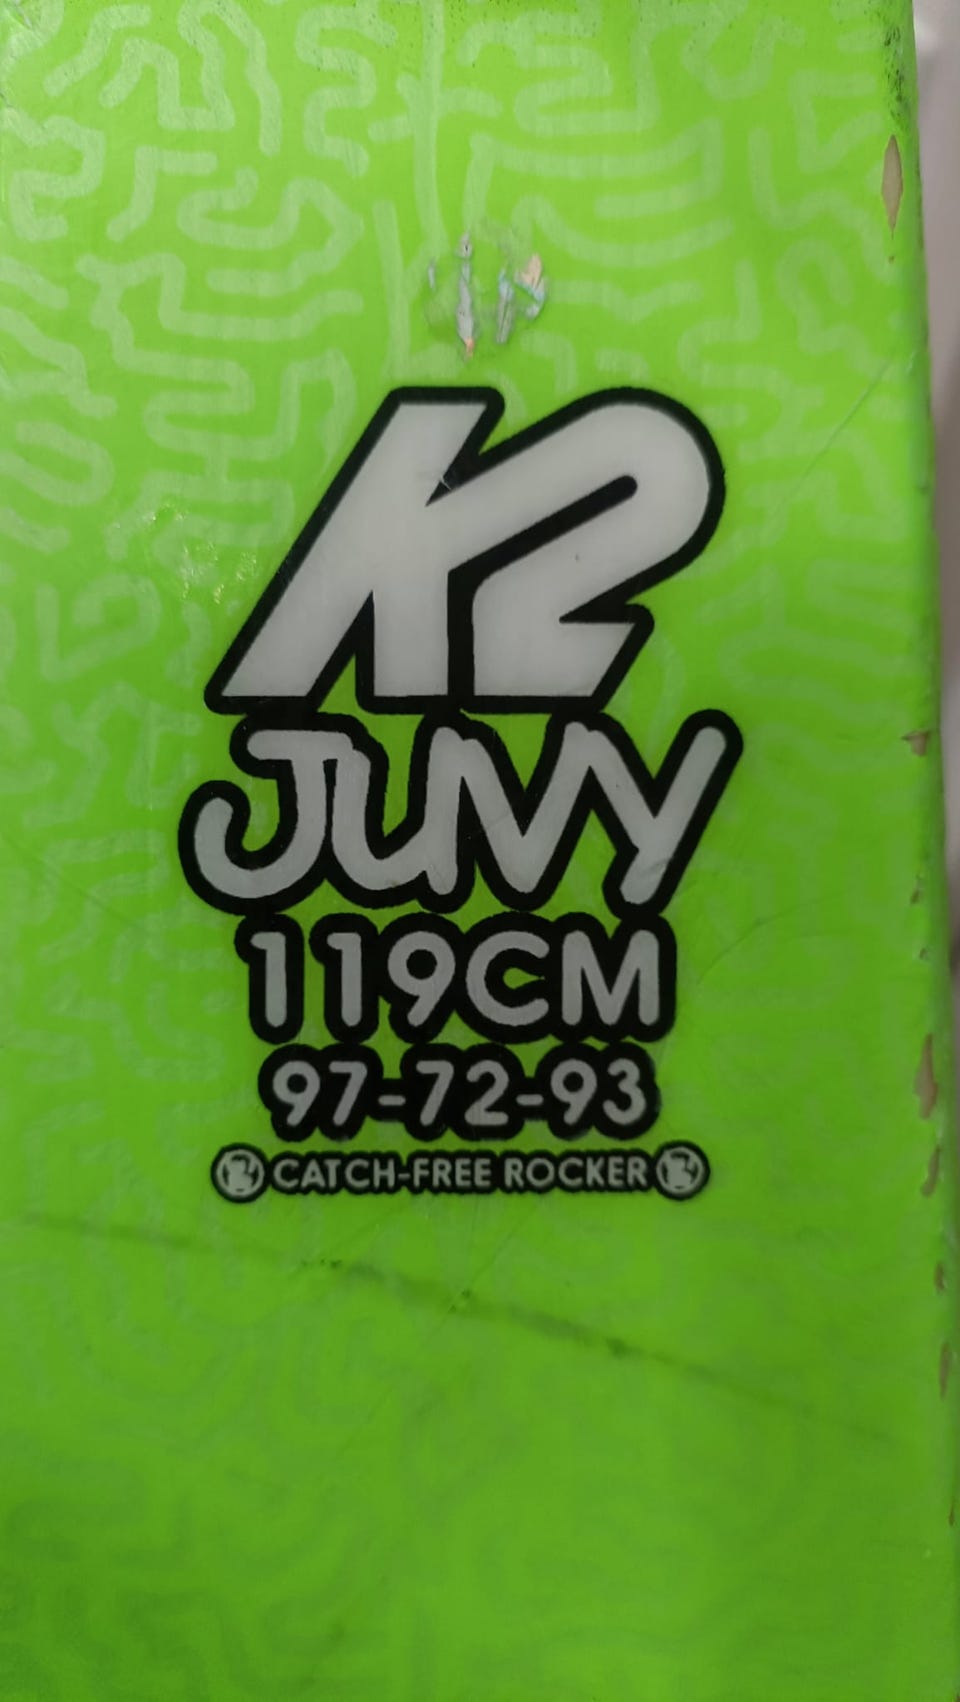 K2
JUVY
119CM
97-72-93
CATCH-FREE ROCKER